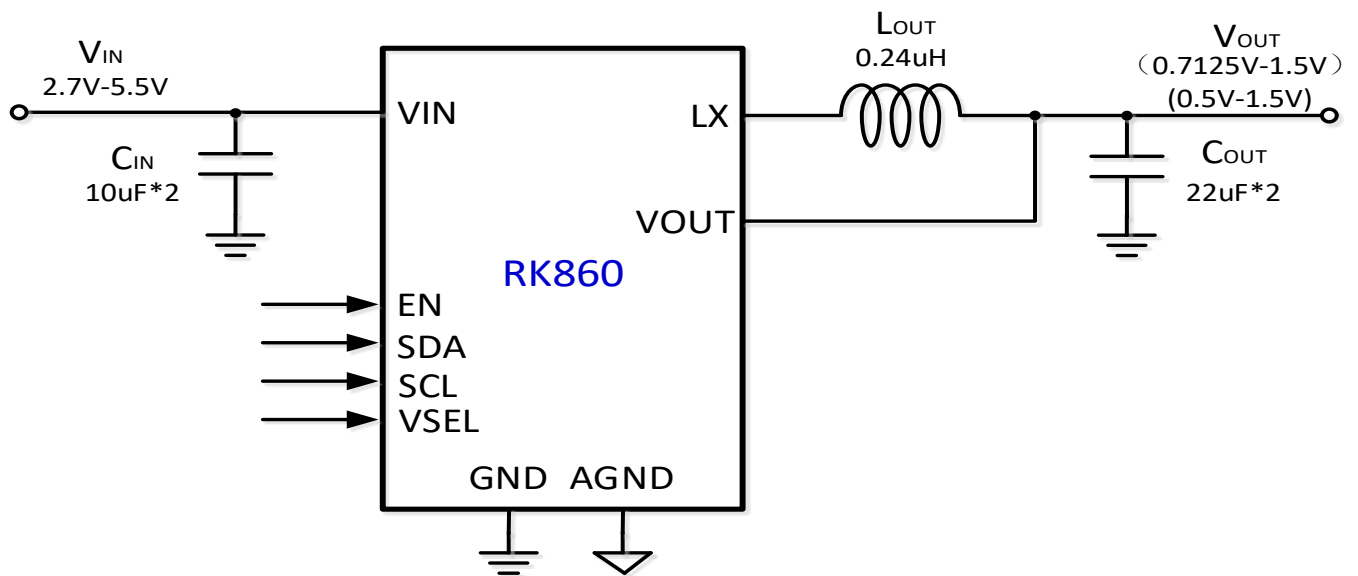 VIN
2.7V-5.5V
CIN
10uF*2
VIN
EN
SDA
SCL
VSEL
GND AGND
RK860
LX
VOUT
LOUT
0.24uH
VOUT
（0.7125V-1.5V）
(0.5V-1.5V)
COUT
22uF*2